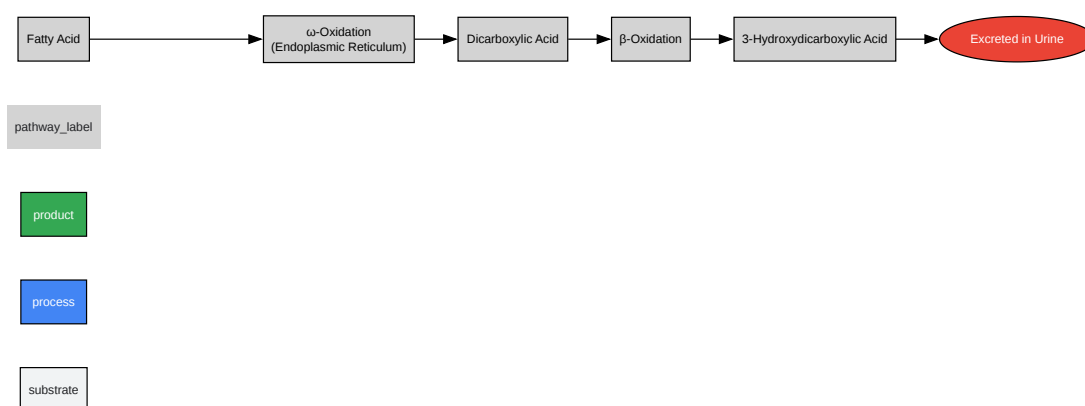 Fatty Acid
ω-Oxidation
(Endoplasmic Reticulum)
Dicarboxylic Acid
β-Oxidation
3-Hydroxydicarboxylic Acid
Excreted in Urine
pathway_label
product
process
substrate